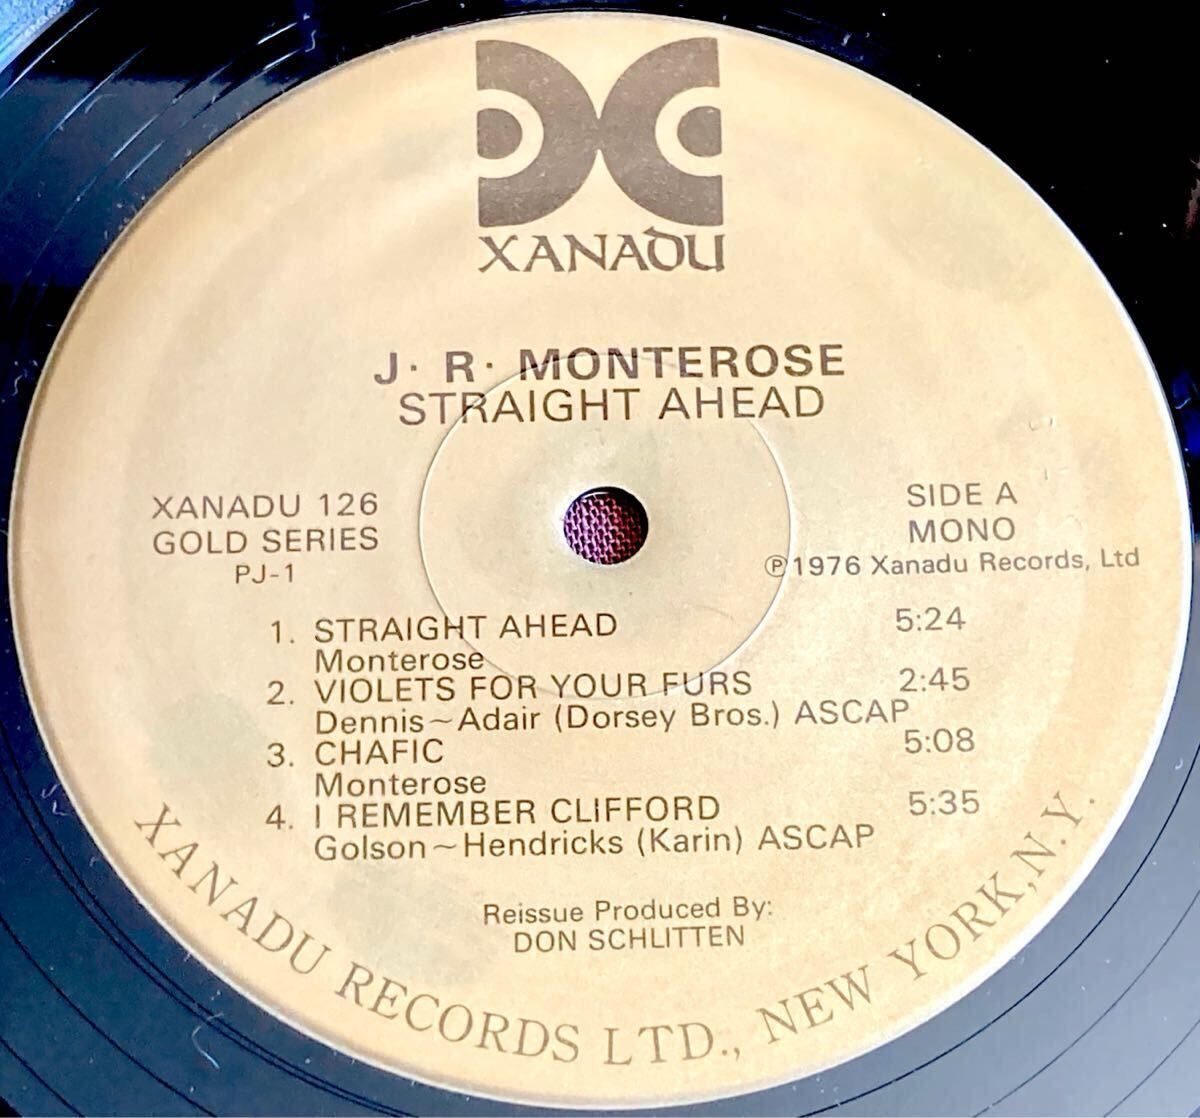 XANADU
J. R. MONTEROSE
STRAIGHT AHEAD
XANADU 126
GOLD SERIES
PJ-1
SIDE A
MONO
℗1976 Xanadu Records, Ltd
1. STRAIGHT AHEAD 5:24
Monterose
2. VIOLETS FOR YOUR FURS 2:45
Dennis~Adair (Dorsey Bros.) ASCAP
3. CHAFIC 5:08
Monterose
4. I REMEMBER CLIFFORD 5:35
Golson~Hendricks (Karin) ASCAP
Reissue Produced By:
DON SCHLITTEN
XANADU RECORDS LTD., NEW YORK, N.Y.